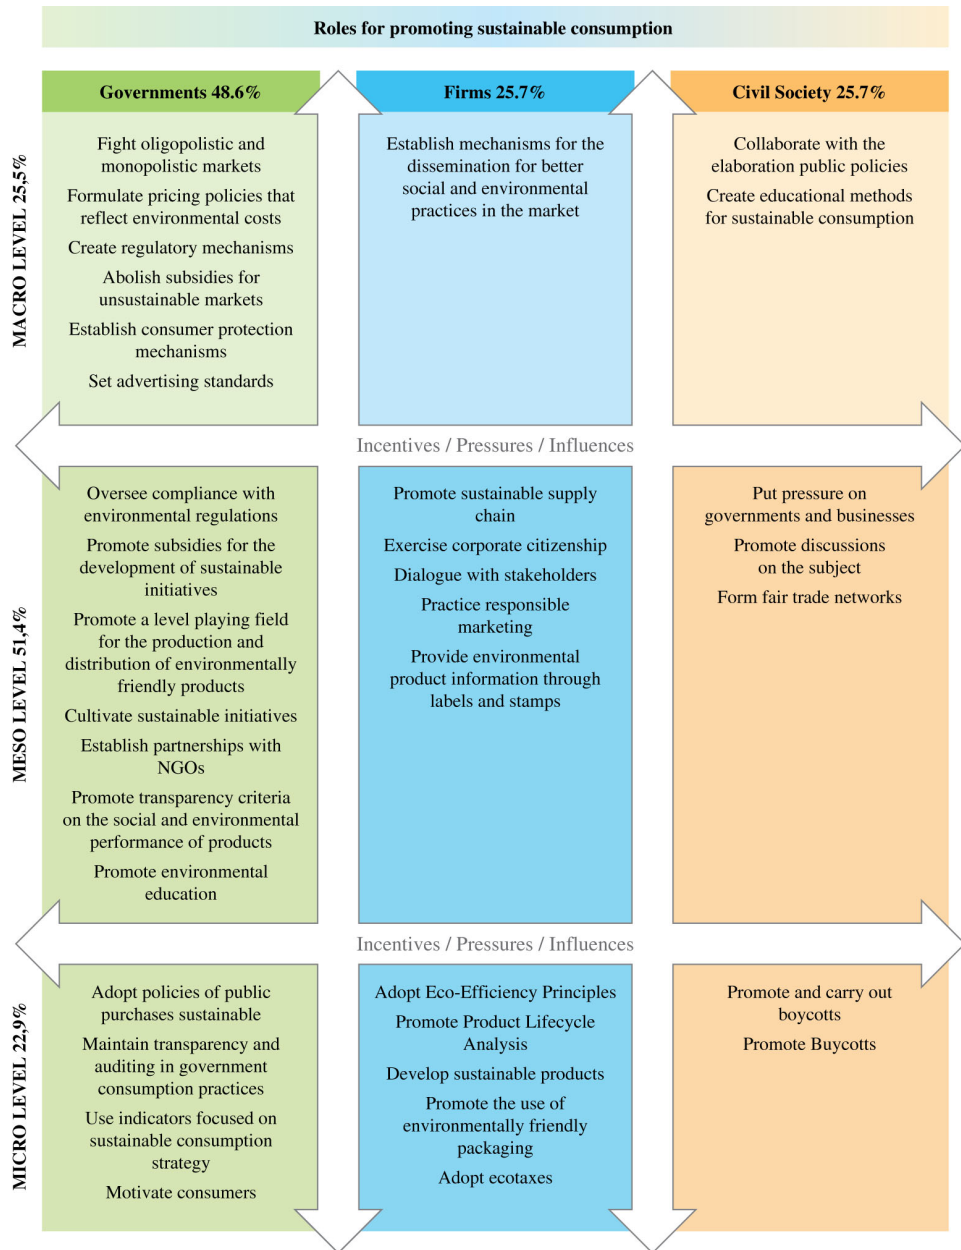 Roles for promoting sustainable consumption
Governments 48.6%
Firms 25.7%
Civil Society 25.7%
MACRO LEVEL 25,5%
Fight oligopolistic and
monopolistic markets
Formulate pricing policies that
reflect environmental costs
Create regulatory mechanisms
Abolish subsidies for
unsustainable markets
Establish consumer protection
mechanisms
Set advertising standards
Establish mechanisms for the
dissemination for better
social and environmental
practices in the market
Collaborate with the
elaboration public policies
Create educational methods
for sustainable consumption
Incentives / Pressures / Influences
MESO LEVEL 51,4%
Oversee compliance with
environmental regulations
Promote subsidies for the
development of sustainable
initiatives
Promote a level playing field
for the production and
distribution of environmentally
friendly products
Cultivate sustainable initiatives
Establish partnerships with
NGOs
Promote transparency criteria
on the social and environmental
performance of products
Promote environmental
education
Promote sustainable supply
chain
Exercise corporate citizenship
Dialogue with stakeholders
Practice responsible
marketing
Provide environmental
product information through
labels and stamps
Put pressure on
governments and businesses
Promote discussions
on the subject
Form fair trade networks
Incentives / Pressures / Influences
MICRO LEVEL 22,9%
Adopt policies of public
purchases sustainable
Maintain transparency and
auditing in government
consumption practices
Use indicators focused on
sustainable consumption
strategy
Motivate consumers
Adopt Eco-Efficiency Principles
Promote Product Lifecycle
Analysis
Develop sustainable products
Promote the use of
environmentally friendly
packaging
Adopt ecotaxes
Promote and carry out
boycotts
Promote Buycotts